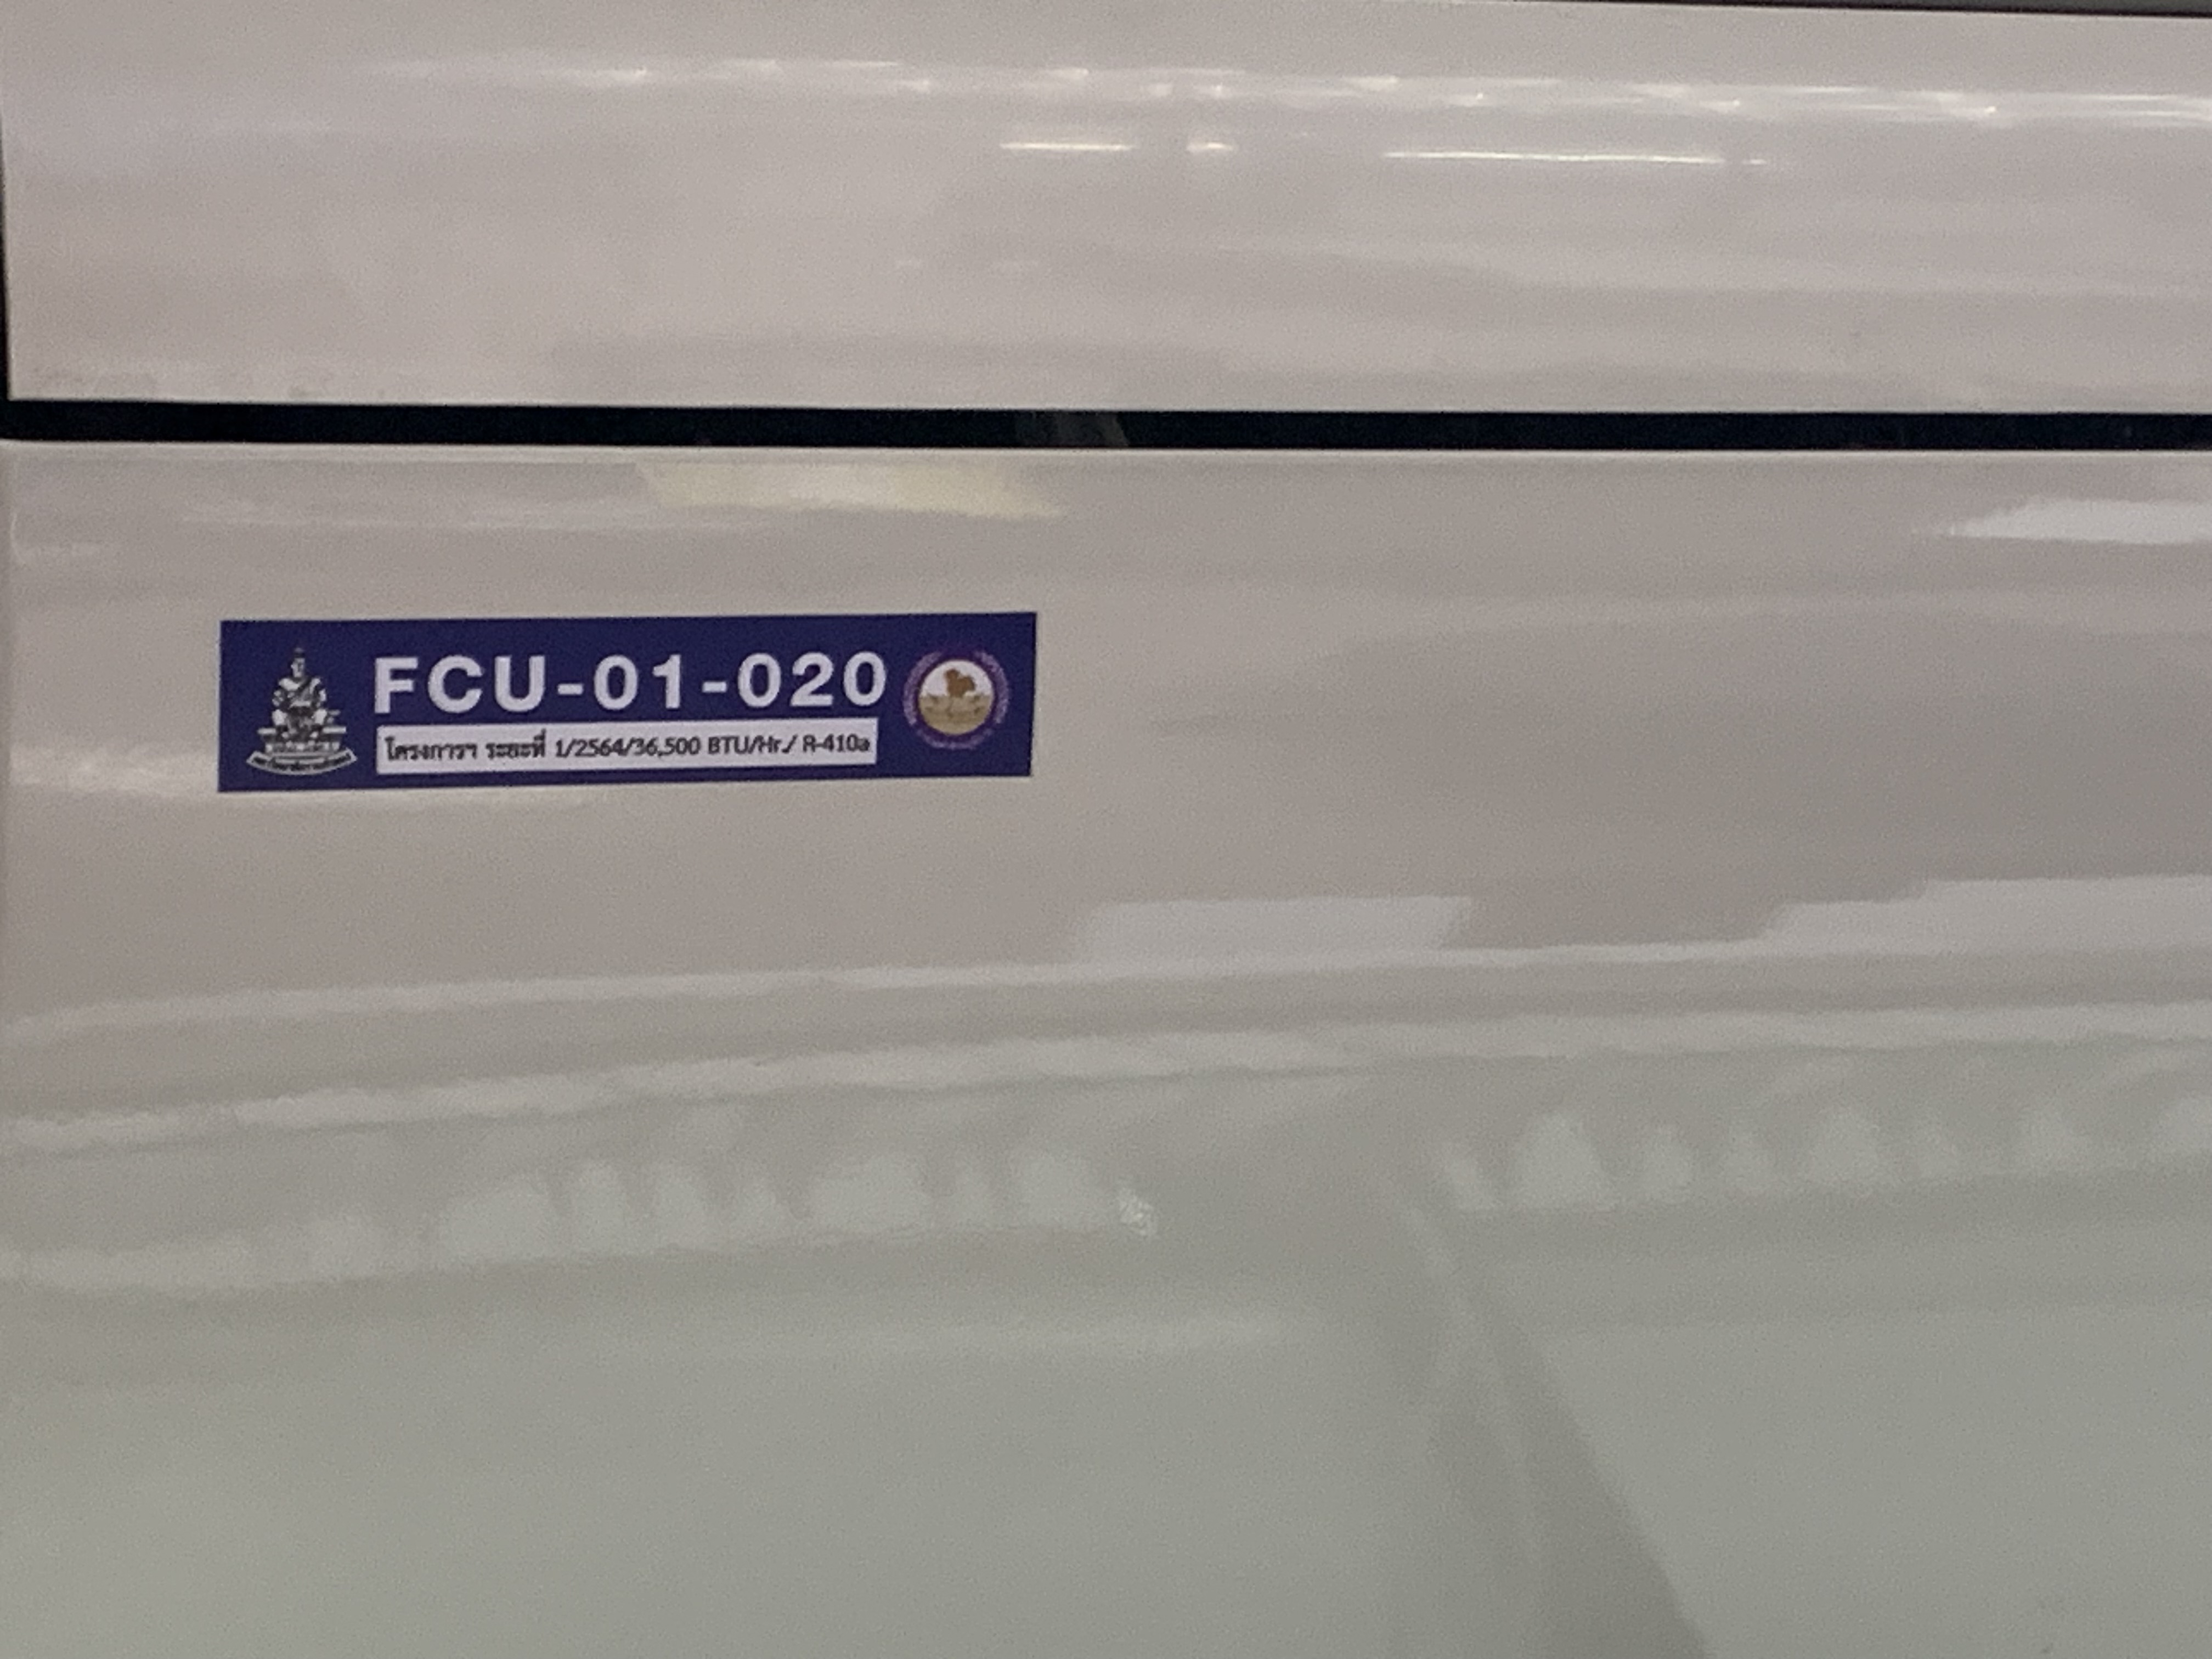 FCU-01-020
โครงการฯ ระยะที่ 1/2564/36,500 BTU/Hr./ R-410a